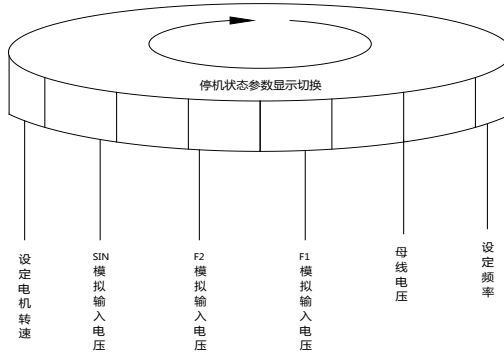 停机状态参数显示切换
设定电机转速
SIN模拟输入电压
F2模拟输入电压
F1模拟输入电压
母线电压
设定频率